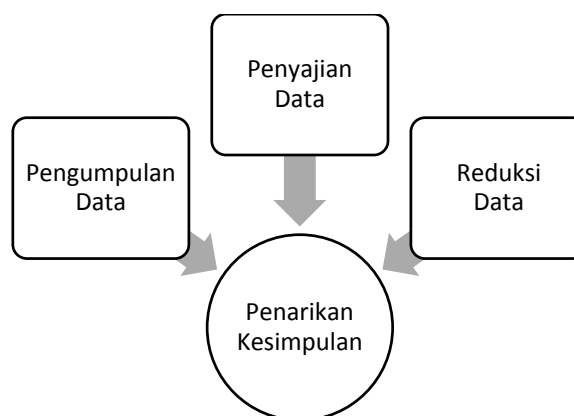 Penyajian
Data
Pengumpulan
Data
Reduksi
Data
Penarikan
Kesimpulan